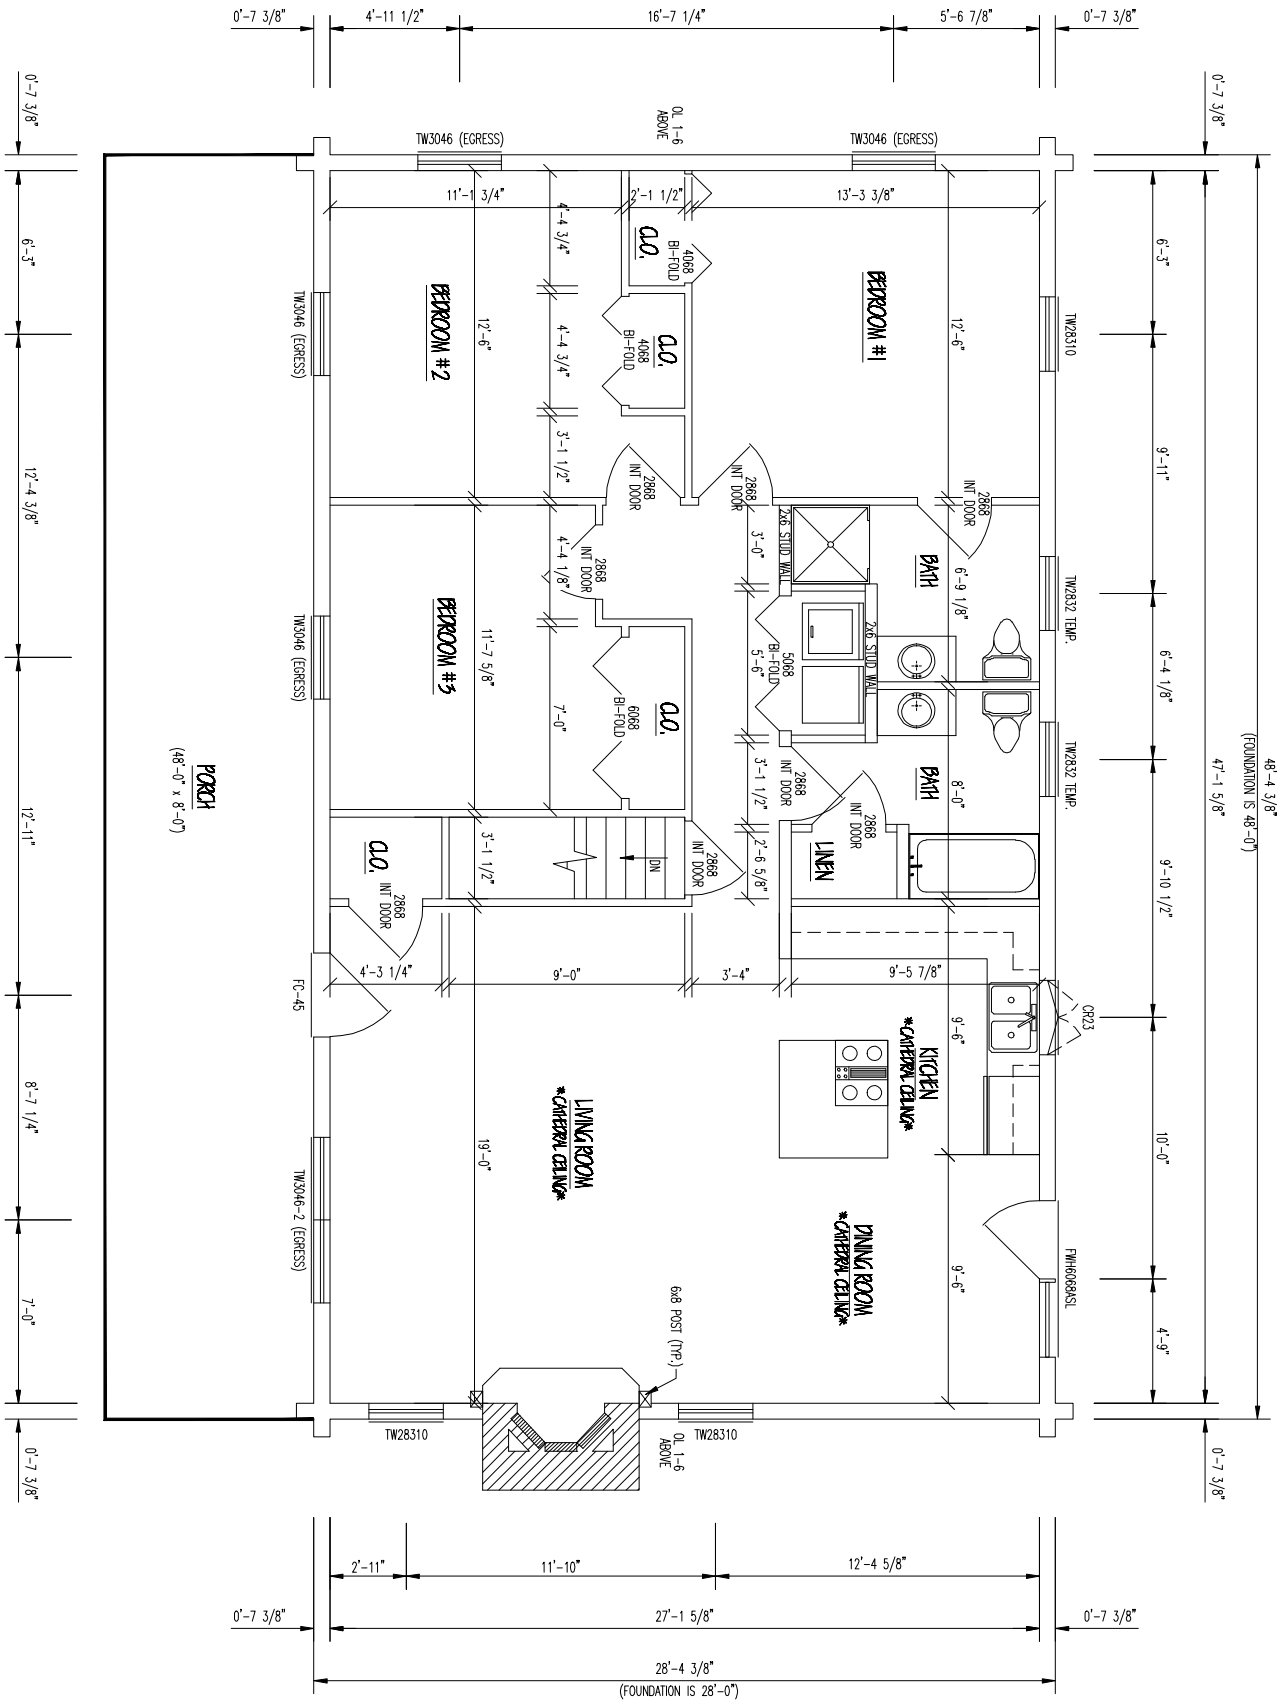 0'-7 3/8"
4'-11 1/2"
16'-7 1/4"
5'-6 7/8"
0'-7 3/8"
0'-7 3/8"
0'-7 3/8"
OL 1-6
ABOVE
TW3046 (EGRESS)
TW3046 (EGRESS)
11'-1 3/4"
2'-1 1/2"
13'-3 3/8"
6'-3"
4'-4 3/4"
CLO.
4068
BI-FOLD
6'-3"
TW3046 (EGRESS)
BEDROOM #2
12'-6"
4'-4 3/4"
4068
BI-FOLD
CLO.
BEDROOM #1
12'-6"
TW28310
12'-4 3/8"
3'-1 1/2"
2868
INT DOOR
2868
INT DOOR
2868
INT DOOR
9'-11"
4'-4 1/8"
2868
INT DOOR
3'-0"
2x6 STUD WALL
BATH
6'-9 1/8"
TW2832 TEMP.
TW3046 (EGRESS)
BEDROOM #3
11'-7 5/8"
7'-0"
6068
BI-FOLD
CLO.
5068
BI-FOLD
5'-6"
2x6 STUD WALL
6'-4 1/8"
PORCH
(48'-0" x 8'-0")
3'-1 1/2"
2868
INT DOOR
BATH
8'-0"
TW2832 TEMP.
48'-4 3/8"
(FOUNDATION IS 48'-0")
47'-1 5/8"
12'-11"
CLO.
2868
INT DOOR
3'-1 1/2"
DN
2868
INT DOOR
2'-6 5/8"
LINEN
2868
INT DOOR
9'-10 1/2"
4'-3 1/4"
9'-0"
3'-4"
9'-5 7/8"
FC-45
CR23
9'-6"
KITCHEN
*CATHEDRAL CEILING*
8'-7 1/4"
19'-0"
LIVING ROOM
*CATHEDRAL CEILING*
10'-0"
TW3046-2 (EGRESS)
DINING ROOM
*CATHEDRAL CEILING*
9'-6"
FWH6068ASL
7'-0"
6x8 POST (TYP.)
4'-9"
TW28310
OL 1-6
ABOVE
TW28310
0'-7 3/8"
0'-7 3/8"
2'-11"
11'-10"
12'-4 5/8"
0'-7 3/8"
27'-1 5/8"
0'-7 3/8"
28'-4 3/8"
(FOUNDATION IS 28'-0")